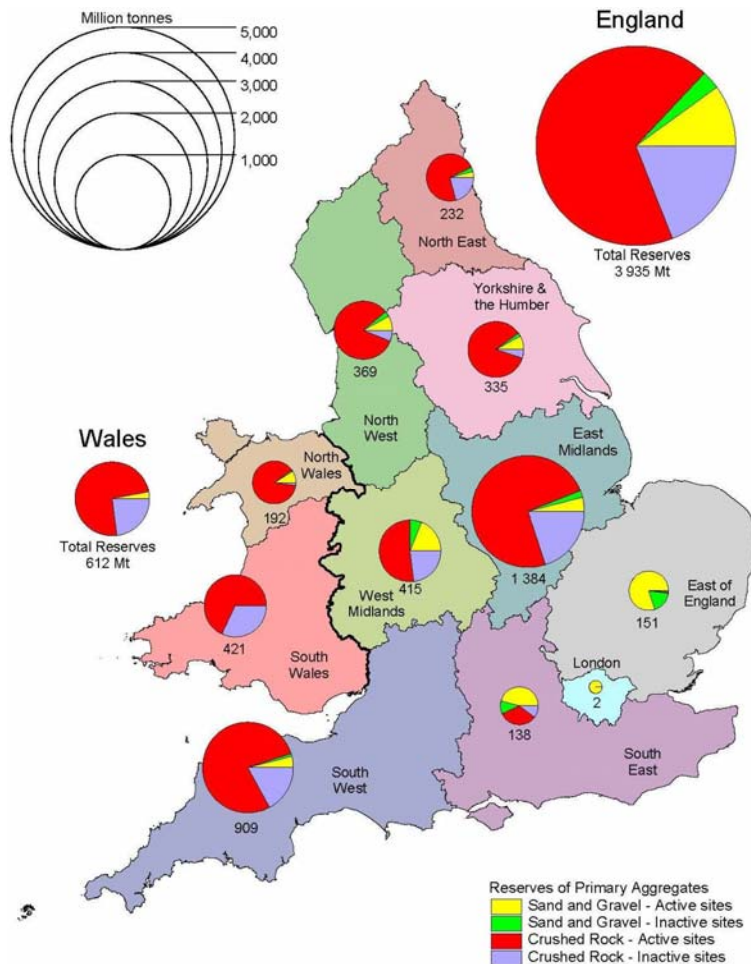 Million tonnes
5,000
4,000
3,000
2,000
1,000
England
Total Reserves
3 935 Mt
232
North East
Yorkshire &
the Humber
369
335
North
West
Wales
Total Reserves
612 Mt
North
Wales
192
East
Midlands
1 384
415
West
Midlands
East of
England
151
421
South
Wales
London
2
138
South
East
South
West
909
Reserves of Primary Aggregates
Sand and Gravel - Active sites
Sand and Gravel - Inactive sites
Crushed Rock - Active sites
Crushed Rock - Inactive sites